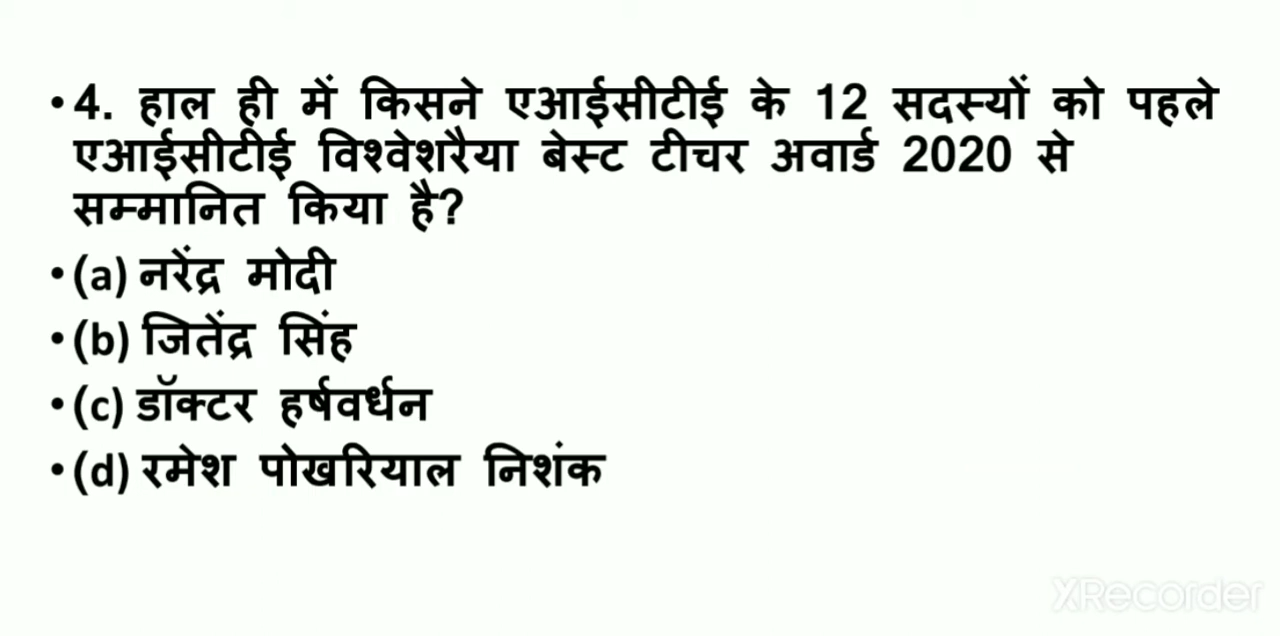 •4. हाल ही में किसने एआईसीटीई के 12 सदस्यों को पहले
एआईसीटीई विश्वेशरैया बेस्ट टीचर अवार्ड 2020 से
सम्मानित किया है?
•(a) नरेंद्र मोदी
•(b) जितेंद्र सिंह
•(c) डॉक्टर हर्षवर्धन
•(d) रमेश पोखरियाल निशंक
XRecorder